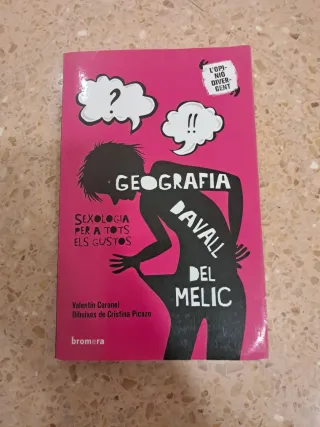 L'OPI-
NIÓ
DIVER-
GENT
?
!!
GEOGRAFIA
DAVALL
DEL
MELIC
SEXOLOGIA
PER A TOTS
ELS GUSTOS
Valentín Coronel
Dibuixos de Cristina Picazo
bromera